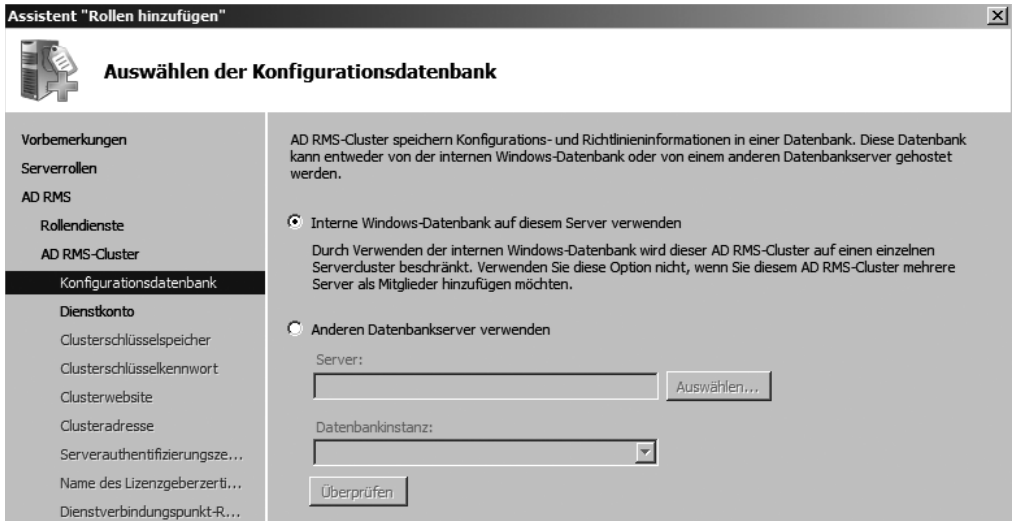 Assistent "Rollen hinzufügen"
Auswählen der Konfigurationsdatenbank
Vorbemerkungen
Serverrollen
AD RMS
Rollendienste
AD RMS-Cluster
Konfigurationsdatenbank
Dienstkonto
Clusterschlüsselspeicher
Clusterschlüsselkennwort
Clusterwebsite
Clusteradresse
Serverauthentifizierungsze...
Name des Lizenzgeberzerti...
Dienstverbindungspunkt-R...
AD RMS-Cluster speichern Konfigurations- und Richtlinieninformationen in einer Datenbank. Diese Datenbank
kann entweder von der internen Windows-Datenbank oder von einem anderen Datenbankserver gehostet
werden.
Interne Windows-Datenbank auf diesem Server verwenden
Durch Verwenden der internen Windows-Datenbank wird dieser AD RMS-Cluster auf einen einzelnen
Servercluster beschränkt. Verwenden Sie diese Option nicht, wenn Sie diesem AD RMS-Cluster mehrere
Server als Mitglieder hinzufügen möchten.
Anderen Datenbankserver verwenden
Server:
Auswählen...
Datenbankinstanz:
Überprüfen